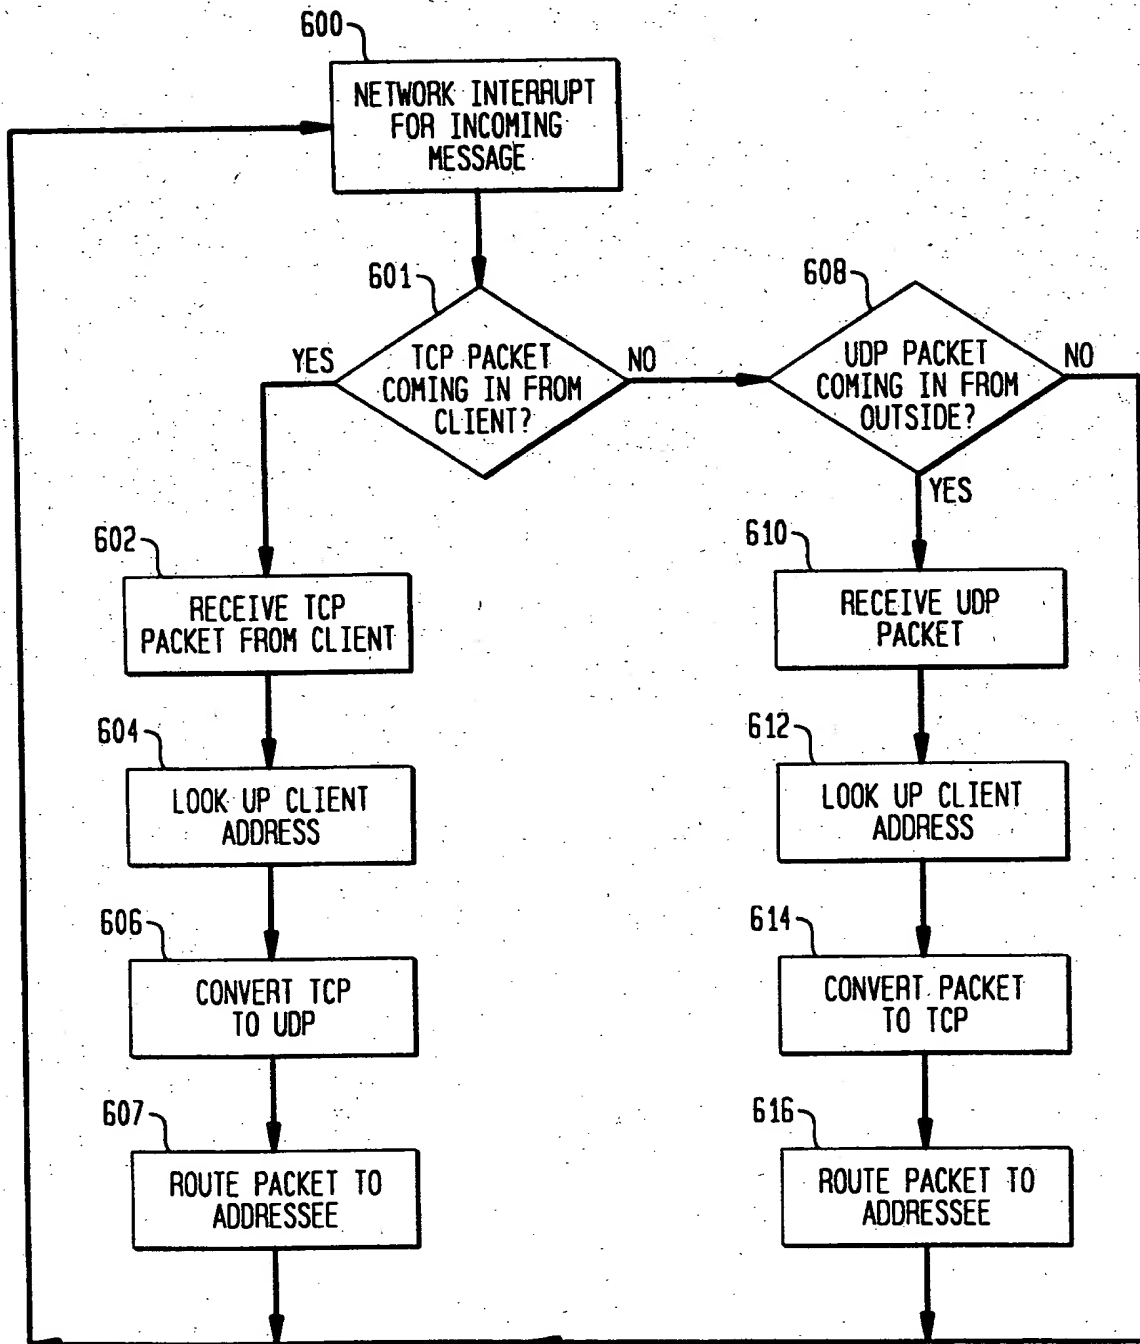 600
NETWORK INTERRUPT
FOR INCOMING
MESSAGE
601
TCP PACKET
COMING IN FROM
CLIENT?
YES
NO
608
UDP PACKET
COMING IN FROM
OUTSIDE?
NO
YES
602
RECEIVE TCP
PACKET FROM CLIENT
604
LOOK UP CLIENT
ADDRESS
606
CONVERT TCP
TO UDP
607
ROUTE PACKET TO
ADDRESSEE
610
RECEIVE UDP
PACKET
612
LOOK UP CLIENT
ADDRESS
614
CONVERT PACKET
TO TCP
616
ROUTE PACKET TO
ADDRESSEE